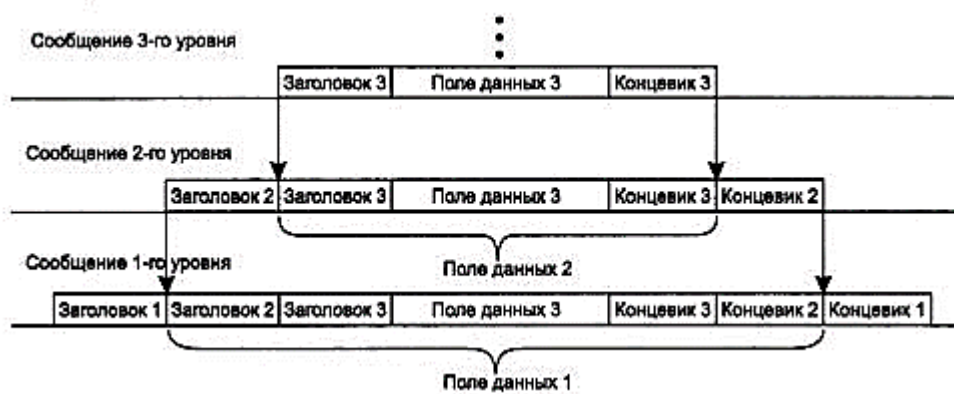 Сообщение 3-го уровня
Заголовок 3 Поле данных 3 Концевик 3
Сообщение 2-го уровня
Заголовок 2 Заголовок 3 Поле данных 3 Концевик 3 Концевик 2
Поле данных 2
Сообщение 1-го уровня
Заголовок 1 Заголовок 2 Заголовок 3 Поле данных 3 Концевик 3 Концевик 2 Концевик 1
Поле данных 1